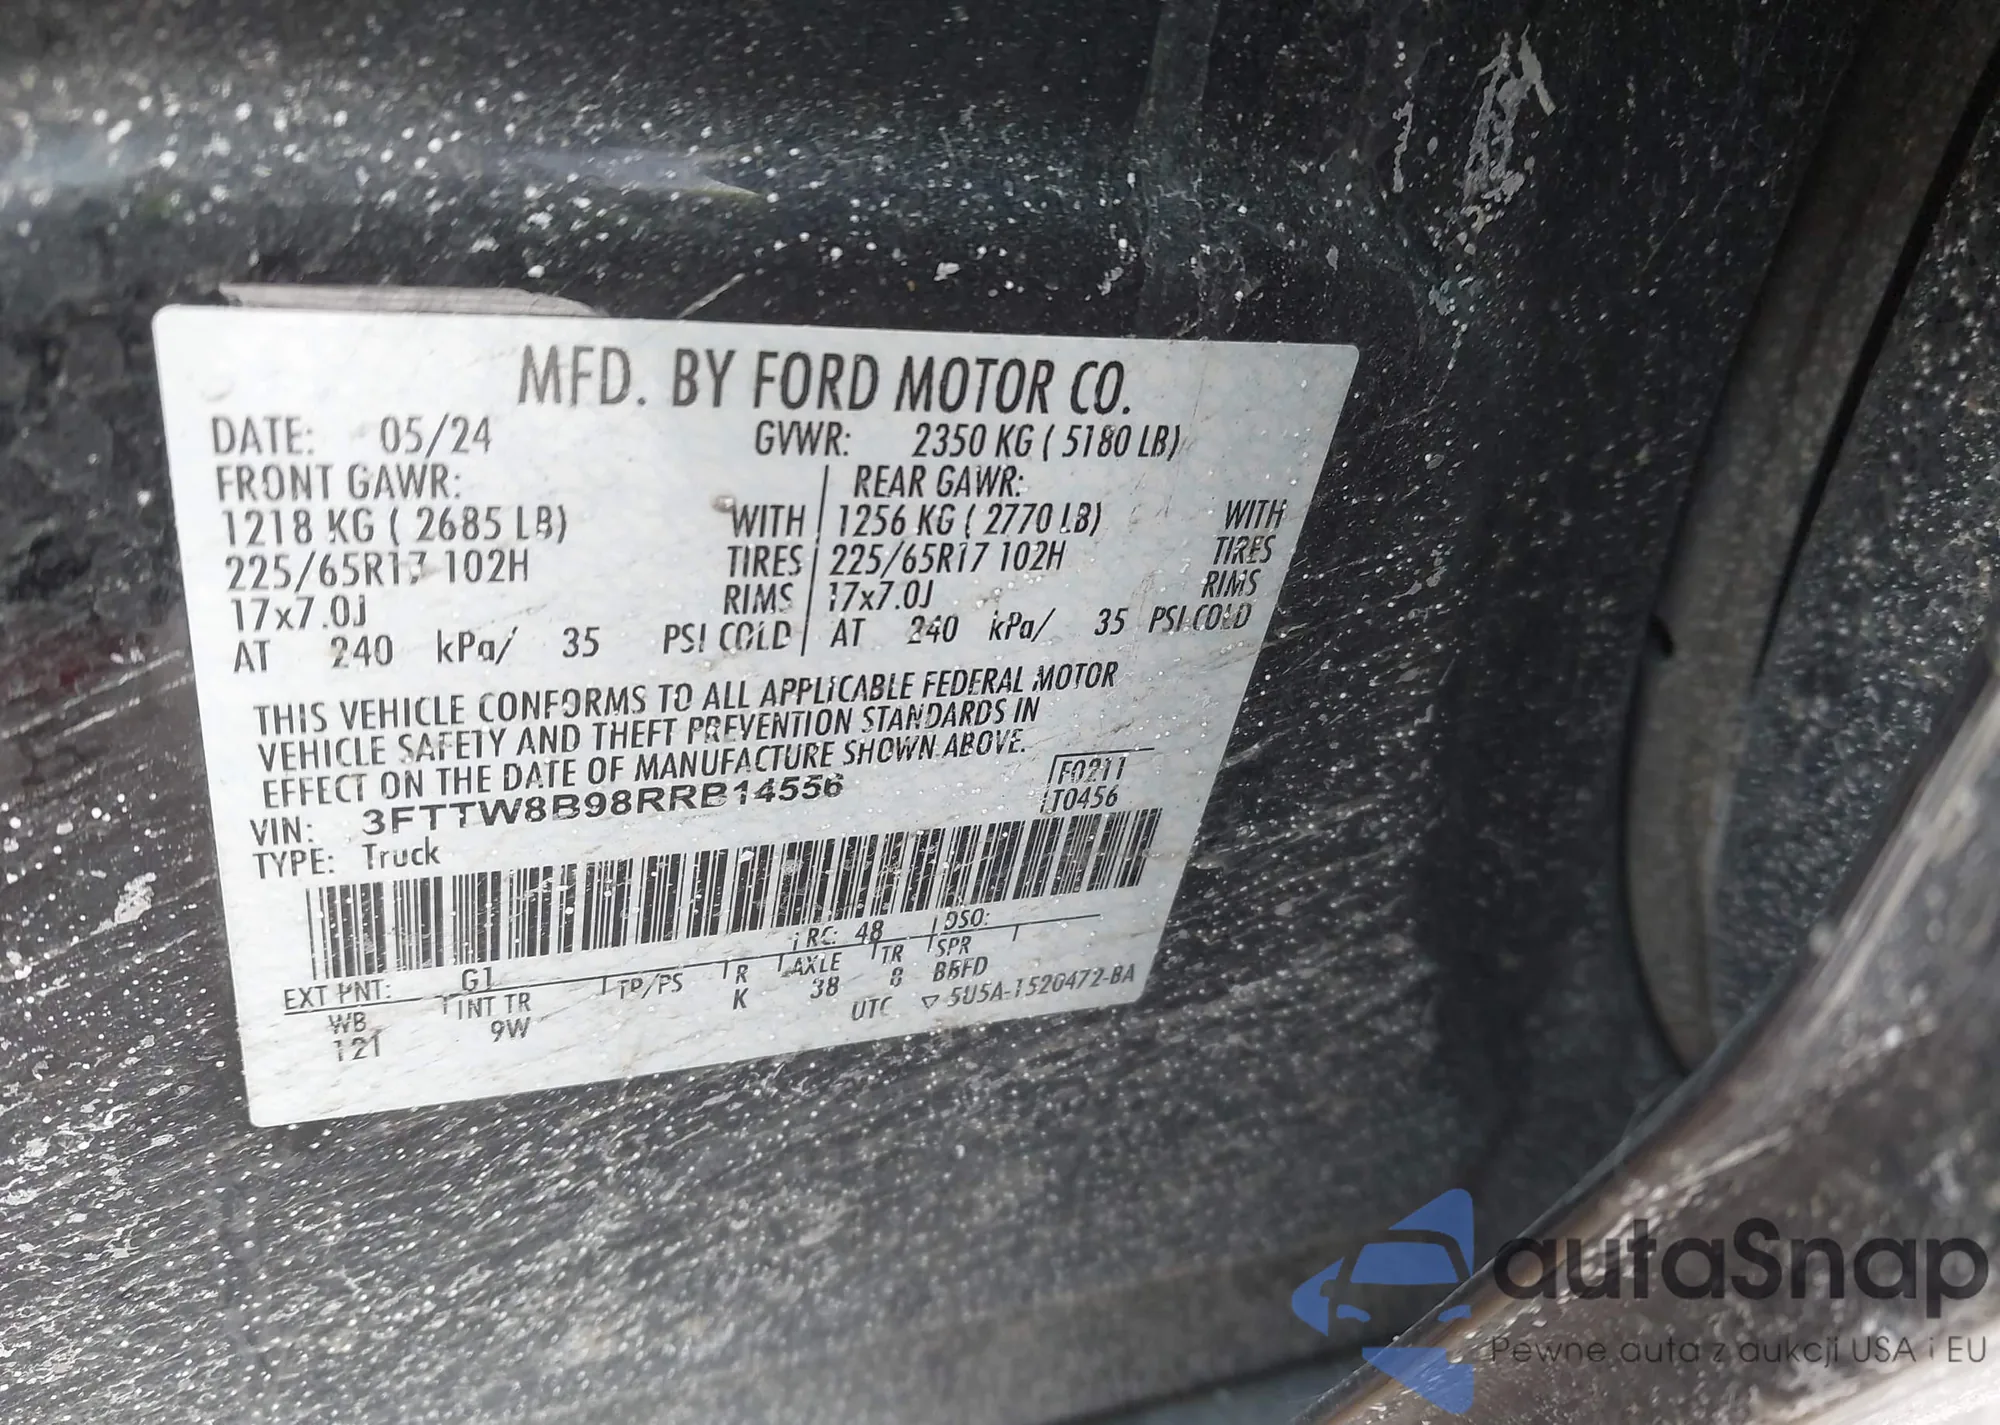 MFD. BY FORD MOTOR CO.
DATE: 05/24 GVWR: 2350 KG ( 5180 LB)
FRONT GAWR: REAR GAWR:
1218 KG ( 2685 LB) WITH 1256 KG ( 2770 LB) WITH
225/65R17 102H TIRES 225/65R17 102H TIRES
17x7.0J RIMS 17x7.0J RIMS
AT 240 kPa/ 35 PSI COLD AT 240 kPa/ 35 PSI COLD
THIS VEHICLE CONFORMS TO ALL APPLICABLE FEDERAL MOTOR
VEHICLE SAFETY AND THEFT PREVENTION STANDARDS IN
EFFECT ON THE DATE OF MANUFACTURE SHOWN ABOVE.
VIN: 3FTTW8B98RRB14556 F0211
TYPE: Truck T0456
RC: 48 DSO:
EXT PNT: G1
WB INT TR TP/PS R AXLE TR SPR
121 9W K 38 8 BBFD
UTC ▽ 5U5A-1520472-BA
autaSnap
Pewne auta z aukcji USA i EU